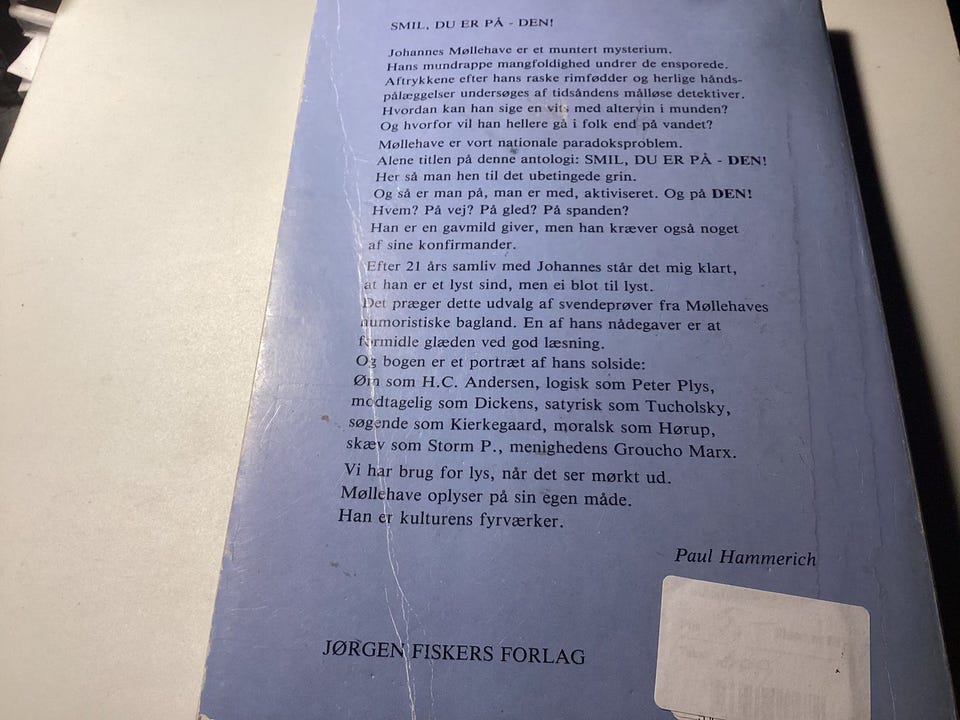 SMIL, DU ER PÅ - DEN!
Johannes Møllehave er et muntert mysterium.
Hans mundrappe mangfoldighed undrer de ensporede.
Aftrykkene efter hans raske rimfødder og herlige hånds-
pålæggelser undersøges af tidsåndens målløse detektiver.
Hvordan kan han sige en vits med altervin i munden?
Og hvorfor vil han hellere gå i folk end på vandet?
Møllehave er vort nationale paradoksproblem.
Alene titlen på denne antologi: SMIL, DU ER PÅ - DEN!
Her så man hen til det ubetingede grin.
Og så er man på, man er med, aktiviseret. Og på DEN!
Hvem? På vej? På gled? På spanden?
Han er en gavmild giver, men han kræver også noget
af sine konfirmander.
Efter 21 års samliv med Johannes står det mig klart,
at han er et lyst sind, men ei blot til lyst.
Det præger dette udvalg af svendeprøver fra Møllehaves
humoristiske bagland. En af hans nådegaver er at
formidle glæden ved god læsning.
Og bogen er et portræt af hans solside:
Øm som H.C. Andersen, logisk som Peter Plys,
modtagelig som Dickens, satyrisk som Tucholsky,
søgende som Kierkegaard, moralsk som Hørup,
skæv som Storm P., menighedens Groucho Marx.
Vi har brug for lys, når det ser mørkt ud.
Møllehave oplyser på sin egen måde.
Han er kulturens fyrværker.
Paul Hammerich
JØRGEN FISKERS FORLAG